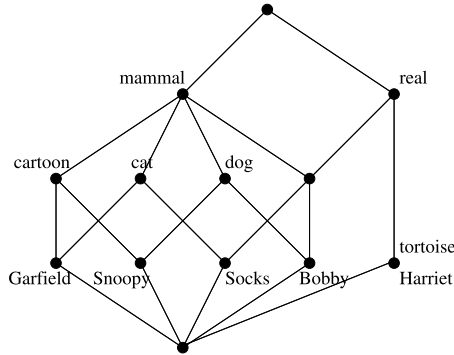 mammal
real
cartoon
cat
dog
tortoise
Garfield
Snoopy
Socks
Bobby
Harriet